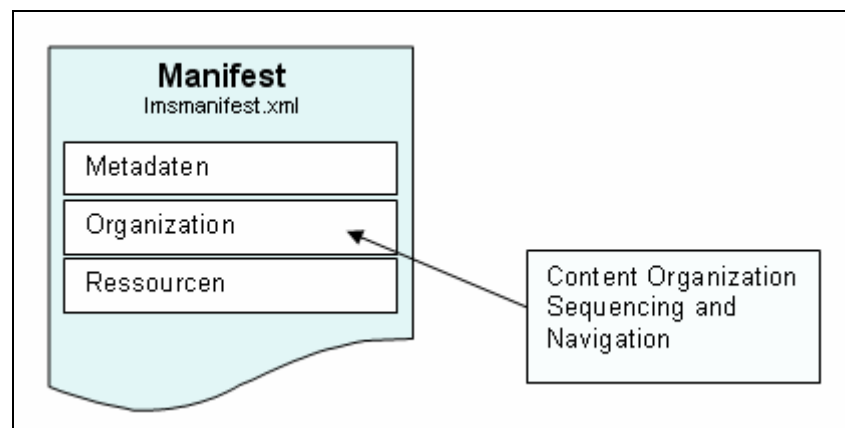 Manifest
Imsmanifest.xml
Metadaten
Organization
Ressourcen
Content Organization
Sequencing and
Navigation